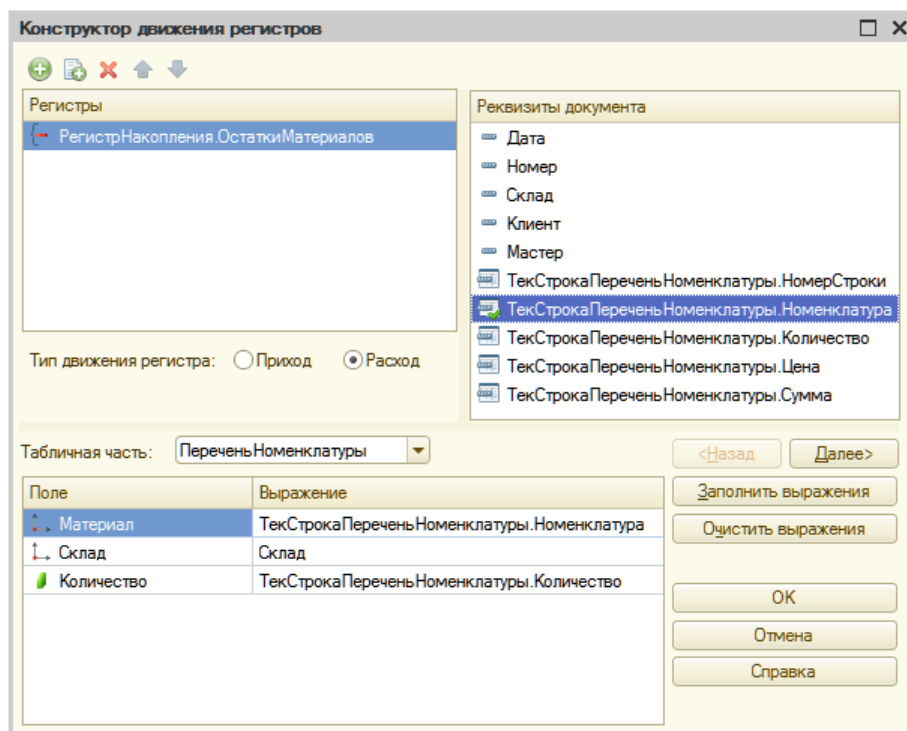 Конструктор движения регистров
Регистры
РегистрНакопления.ОстаткиМатериалов
Тип движения регистра: Приход Расход
Реквизиты документа
Дата
Номер
Склад
Клиент
Мастер
ТекСтрокаПереченьНоменклатуры.НомерСтроки
ТекСтрокаПереченьНоменклатуры.Номенклатура
ТекСтрокаПереченьНоменклатуры.Количество
ТекСтрокаПереченьНоменклатуры.Цена
ТекСтрокаПереченьНоменклатуры.Сумма
Табличная часть: ПереченьНоменклатуры
<Назад Далее>
Поле Выражение
Материал ТекСтрокаПереченьНоменклатуры.Номенклатура
Склад Склад
Количество ТекСтрокаПереченьНоменклатуры.Количество
Заполнить выражения
Очистить выражения
OK
Отмена
Справка